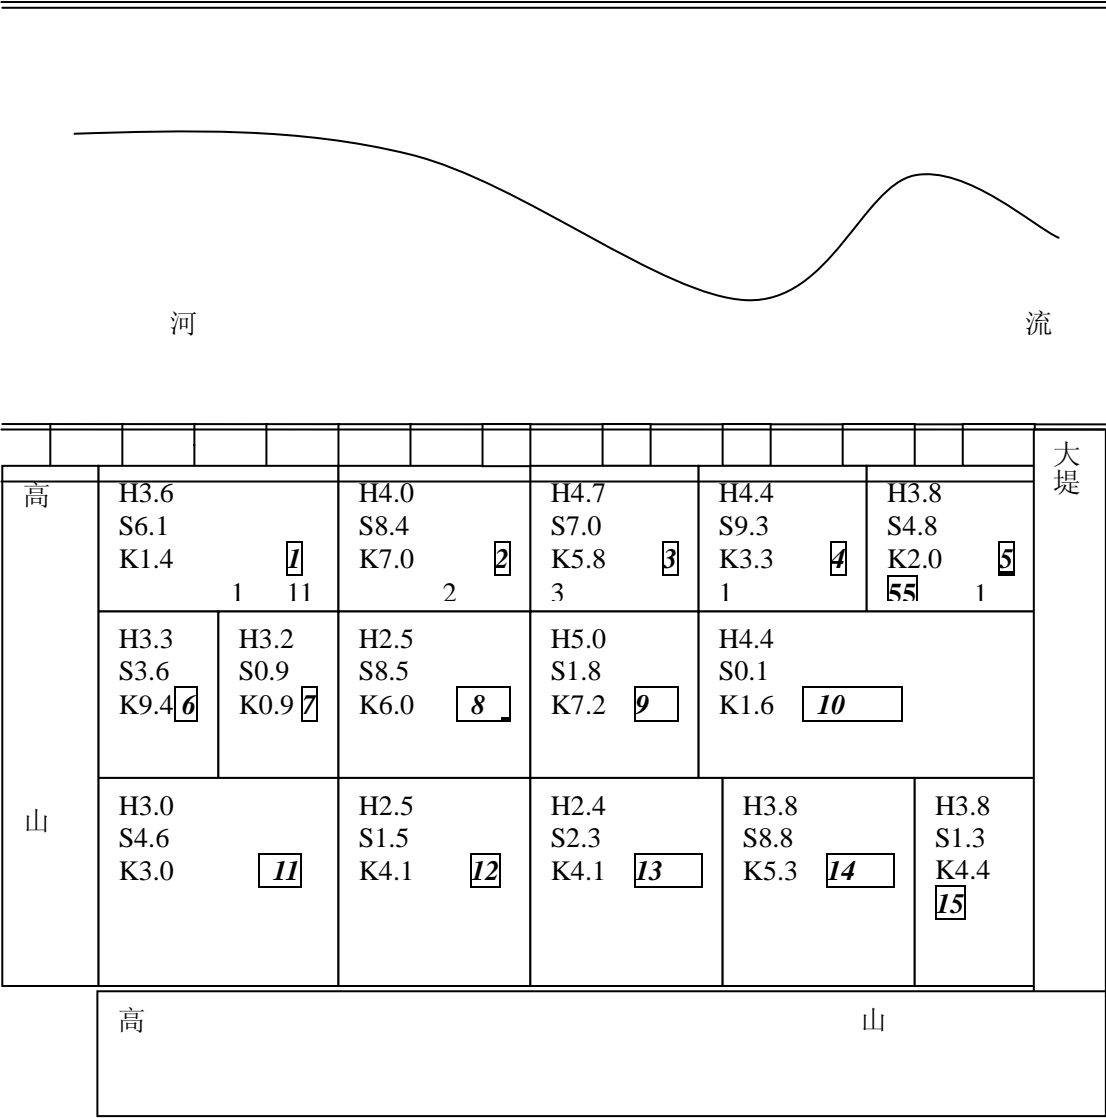 河 流
大
堤
高
H3.6
S6.1
K1.4 1
1 11
H4.0
S8.4
K7.0 2
2
H4.7
S7.0
K5.8 3
3
H4.4
S9.3
K3.3 4
1
H3.8
S4.8
K2.0 5
55 1
H3.3
S3.6
K9.4 6
H3.2
S0.9
K0.9 7
H2.5
S8.5
K6.0 8
H5.0
S1.8
K7.2 9
H4.4
S0.1
K1.6 10
山
H3.0
S4.6
K3.0 11
H2.5
S1.5
K4.1 12
H2.4
S2.3
K4.1 13
H3.8
S8.8
K5.3 14
H3.8
S1.3
K4.4
15
高 山